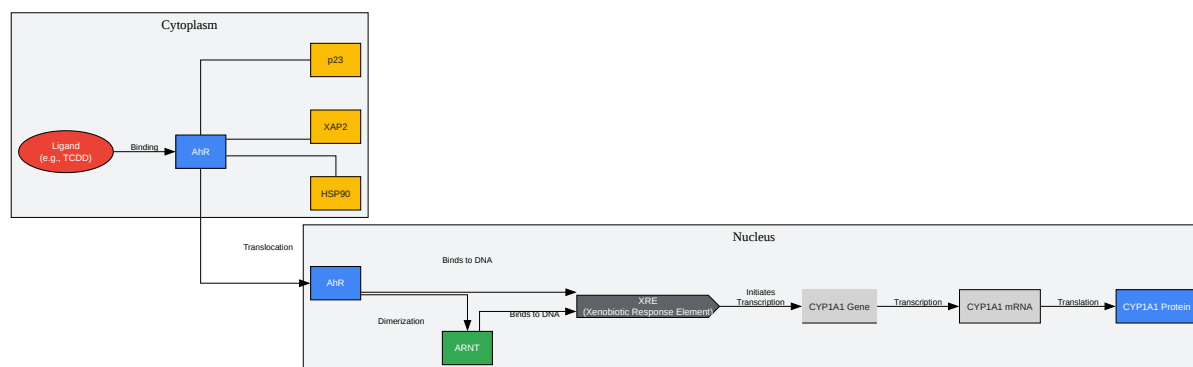 Cytoplasm
p23
XAP2
Ligand
(e.g., TCDD)
Binding
AhR
HSP90
Nucleus
Translocation
Binds to DNA
AhR
Initiates
Transcription
XRE
(Xenobiotic Response Element)
CYP1A1 Gene
Transcription
CYP1A1 mRNA
Translation
CYP1A1 Protein
Dimerization
Binds to DNA
ARNT